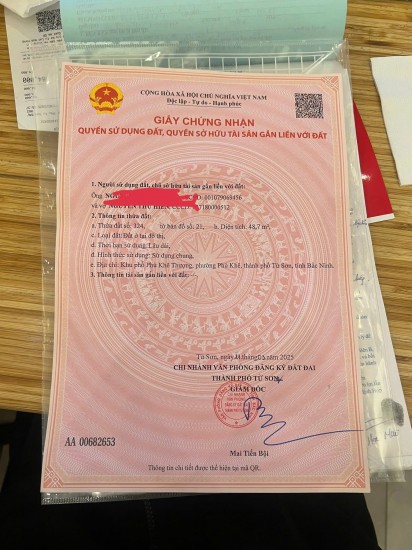 CỘNG HÒA XÃ HỘI CHỦ NGHĨA VIỆT NAM
Độc lập - Tự do - Hạnh phúc
GIẤY CHỨNG NHẬN
QUYỀN SỬ DỤNG ĐẤT, QUYỀN SỞ HỮU TÀI SẢN GẮN LIỀN VỚI ĐẤT
1. Người sử dụng đất, chủ sở hữu tài sản gắn liền với đất:
Ông
001079069456
và vợ
2. Thông tin thửa đất:
a. Thửa đất số: 324, tờ bản đồ số: 21, b. Diện tích: 48,7 m²,
c. Loại đất: Đất ở tại đô thị,
d. Thời hạn sử dụng: Lâu dài,
đ. Hình thức sử dụng: Sử dụng chung,
e. Địa chỉ: Khu phố Phù Khê Thượng, phường Phù Khê, thành phố Từ Sơn, tỉnh Bắc Ninh.
3. Thông tin tài sản gắn liền với đất: -/-
Từ Sơn, ngày tháng năm 2025
CHI NHÁNH VĂN PHÒNG ĐĂNG KÝ ĐẤT ĐAI
THÀNH PHỐ TỪ SƠN
GIÁM ĐỐC
Mai Tiến Bội
AA 00682653
Thông tin chi tiết được thể hiện tại mã QR.